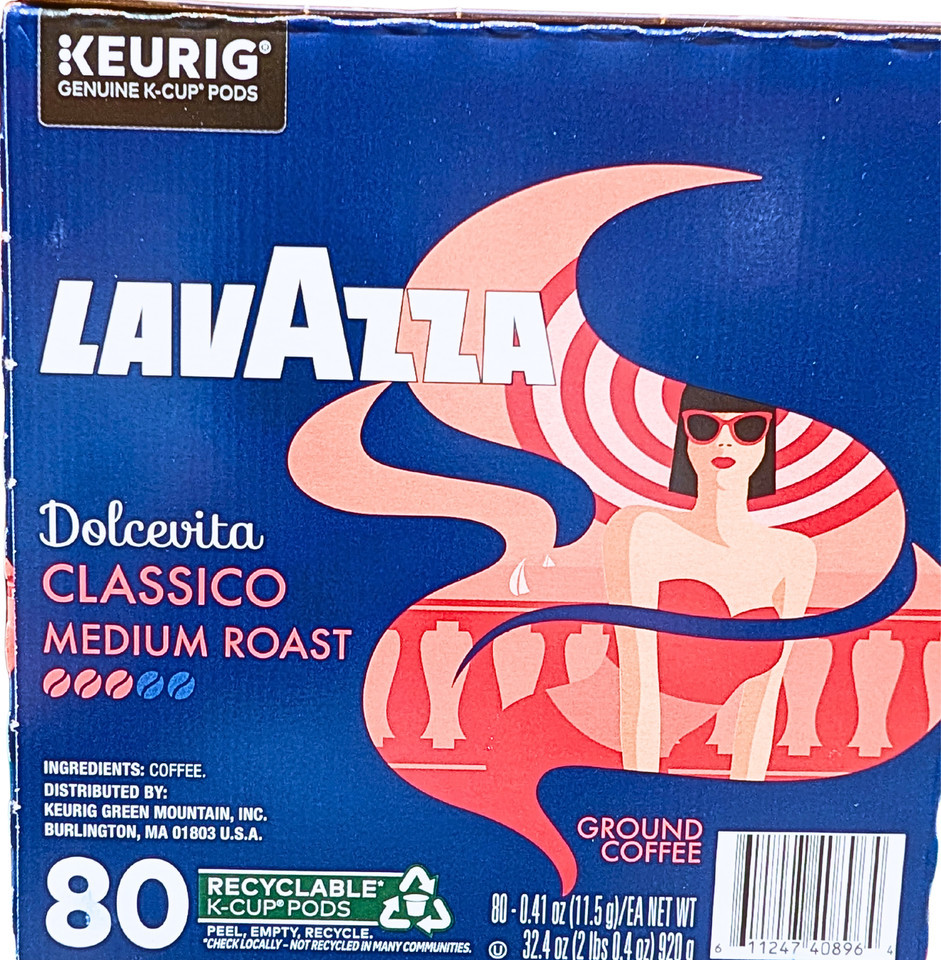 KEURIG®
GENUINE K-CUP® PODS
LAVAZZA
Dolcevita
CLASSICO
MEDIUM ROAST
INGREDIENTS: COFFEE.
DISTRIBUTED BY:
KEURIG GREEN MOUNTAIN, INC.
BURLINGTON, MA 01803 U.S.A.
GROUND
COFFEE
80
RECYCLABLE*
K-CUP® PODS
PEEL, EMPTY, RECYCLE.
*CHECK LOCALLY – NOT RECYCLED IN MANY COMMUNITIES.
80 - 0.41 oz (11.5 g)/EA NET WT
U 32.4 oz (2 lbs 0.4 oz) 920 g
6 11247 40896 4